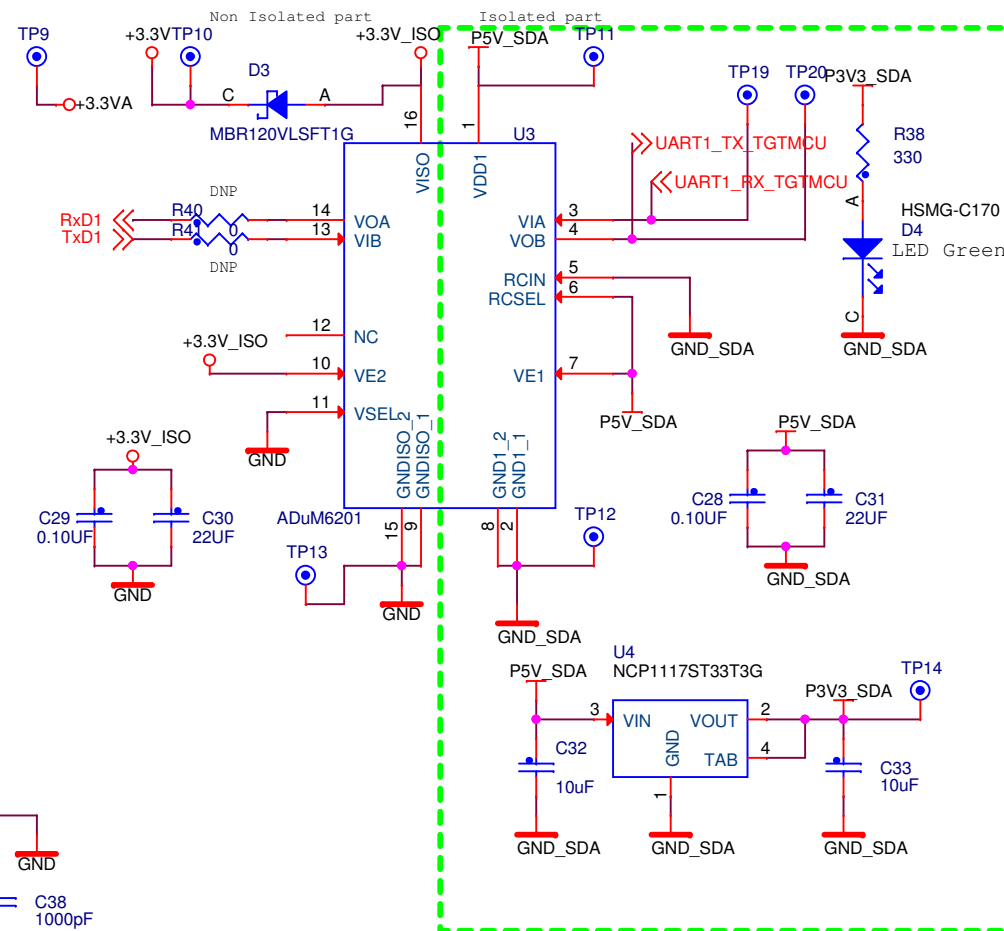 Non Isolated part
Isolated part
TP9
+3.3V
TP10
+3.3V_ISO
P5V_SDA
TP11
+3.3VA
D3
C
A
MBR120VLSFT1G
16
1
U3
VISO
VDD1
TP19
TP20
P3V3_SDA
R38
330
UART1_TX_TGTMCU
UART1_RX_TGTMCU
DNP
RxD1
R40
0
14
VOA
TxD1
R4
0
13
VIB
DNP
VIA
3
VOB
4
A
HSMG-C170
D4
LED Green
C
GND_SDA
RCIN
5
RCSEL
6
GND_SDA
12
NC
+3.3V_ISO
10
VE2
VE1
7
P5V_SDA
11
VSEL
GND
GNDISO_2
GNDISO_1
GND1_2
GND1_1
+3.3V_ISO
C29
0.10UF
C30
22UF
GND
ADuM6201
15
9
8
2
TP12
TP13
GND
GND_SDA
P5V_SDA
C28
0.10UF
C31
22UF
GND_SDA
U4
NCP1117ST33T3G
P5V_SDA
3
VIN
VOUT
2
GND
TAB
4
1
P3V3_SDA
TP14
C32
10uF
C33
10uF
GND_SDA
GND_SDA
GND_SDA
GND
C38
1000pF